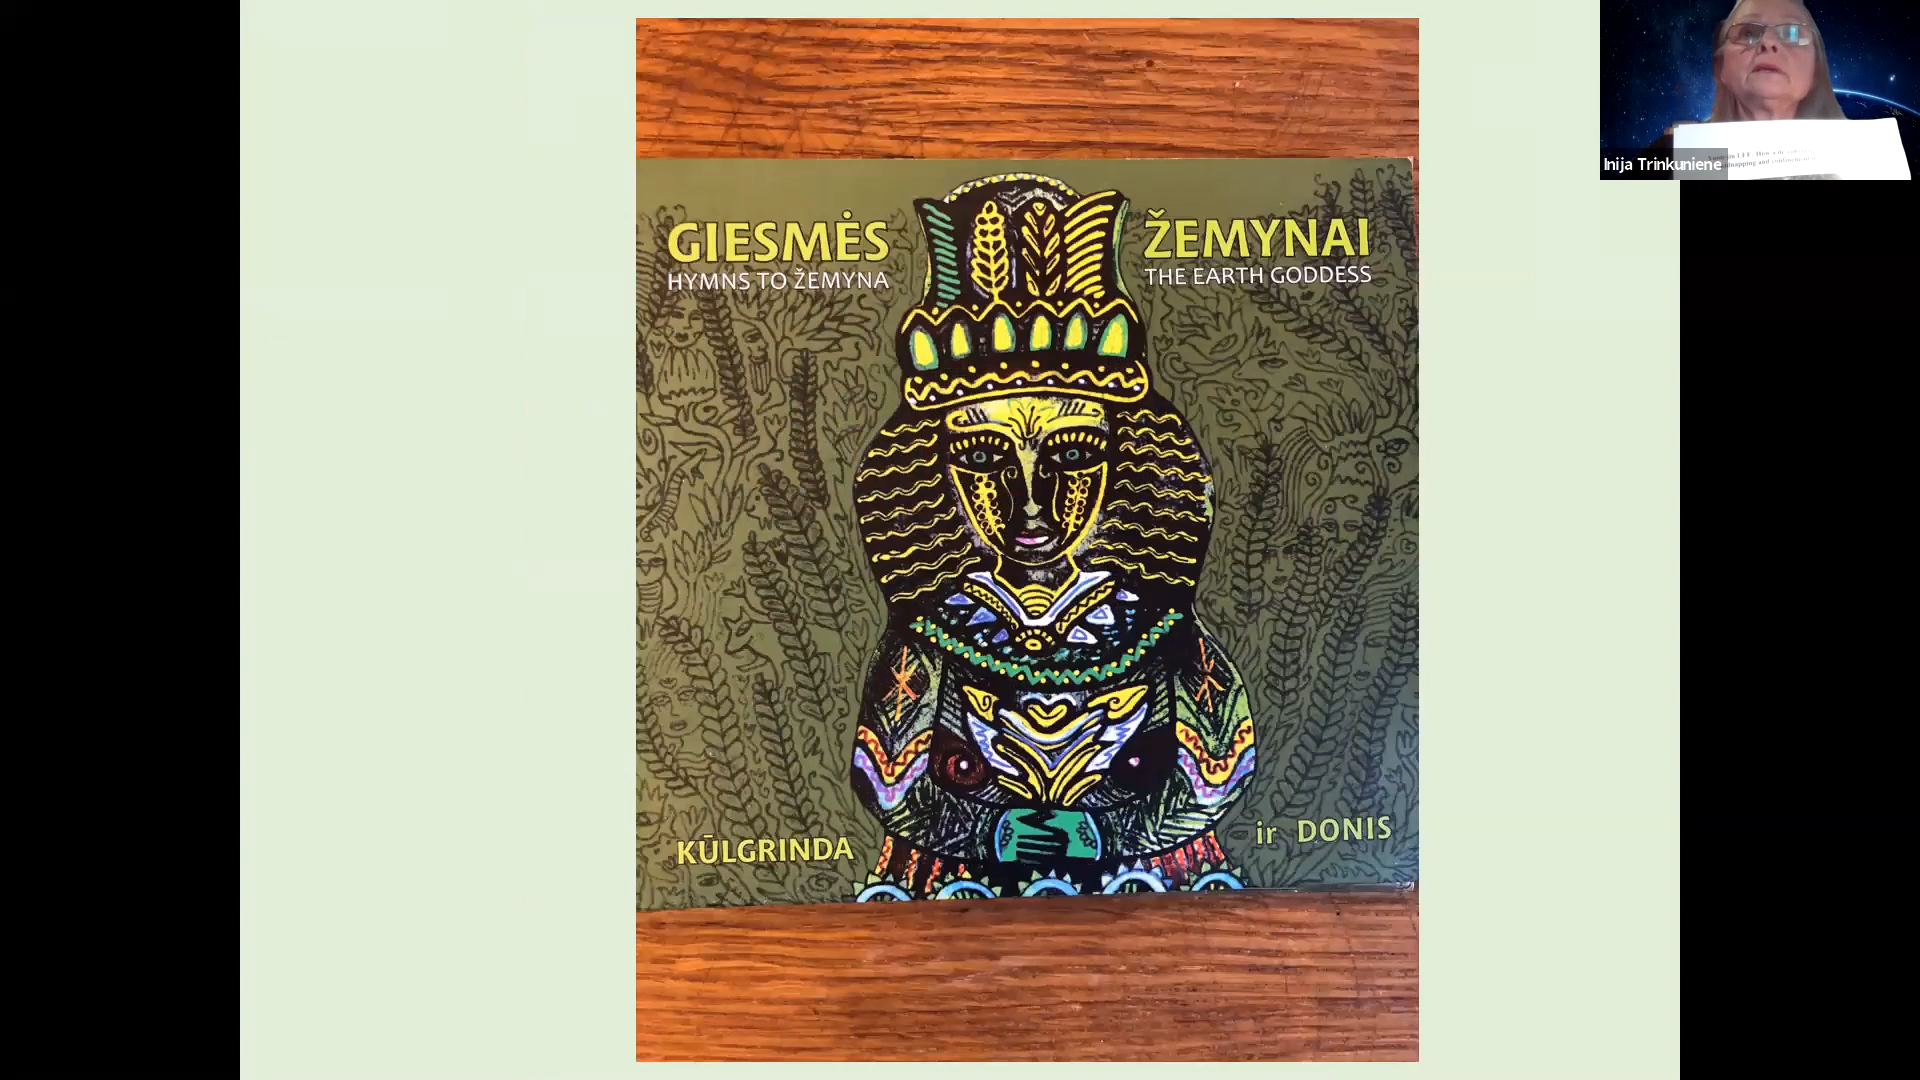 GIESMĖS
HYMNS TO ŽEMYNA
ŽEMYNAI
THE EARTH GODDESS
KŪLGRINDA
ir DONIS
Inija Trinkuniene